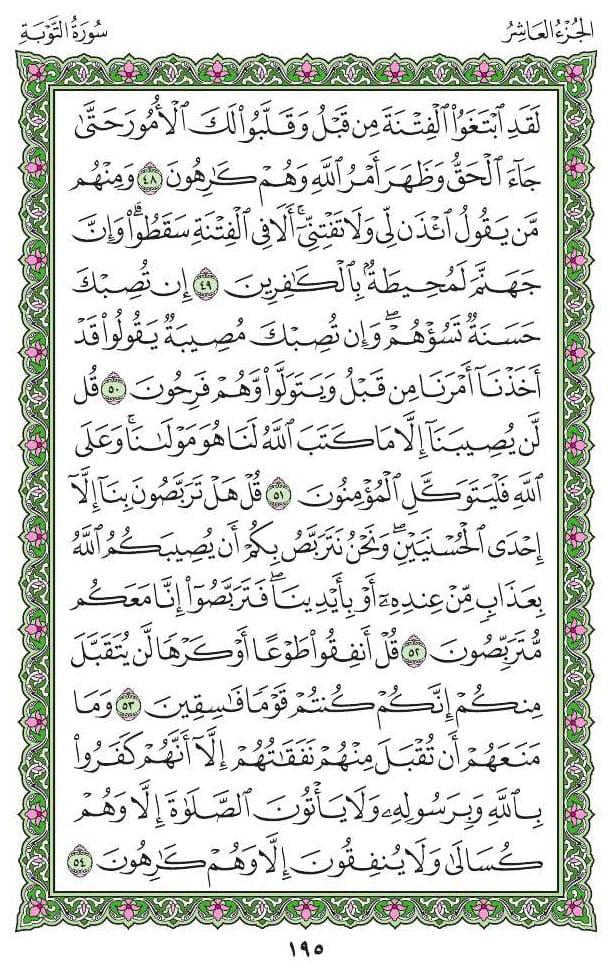 الجُزْءُ العَاشِرُ
سُورَةُ التَّوْبَةِ
لَقَدِ ٱبْتَغَوُا۟ ٱلْفِتْنَةَ مِن قَبْلُ وَقَلَّبُوا۟ لَكَ ٱلْأُمُورَ حَتَّىٰ
جَآءَ ٱلْحَقُّ وَظَهَرَ أَمْرُ ٱللَّهِ وَهُمْ كَٰرِهُونَ ٤٨ وَمِنْهُم
مَّن يَقُولُ ٱئْذَن لِّى وَلَا تَفْتِنِّىٓ ۚ أَلَا فِى ٱلْفِتْنَةِ سَقَطُوا۟ ۗ وَإِنَّ
جَهَنَّمَ لَمُحِيطَةٌۢ بِٱلْكَٰفِرِينَ ٤٩ إِن تُصِبْكَ
حَسَنَةٌ تَسُؤْهُمْ ۖ وَإِن تُصِبْكَ مُصِيبَةٌ يَقُولُوا۟ قَدْ
أَخَذْنَآ أَمْرَنَا مِن قَبْلُ وَيَتَوَلَّوا۟ وَّهُمْ فَرِحُونَ ٥٠ قُل
لَّن يُصِيبَنَآ إِلَّا مَا كَتَبَ ٱللَّهُ لَنَا هُوَ مَوْلَىٰنَا ۚ وَعَلَى
ٱللَّهِ فَلْيَتَوَكَّلِ ٱلْمُؤْمِنُونَ ٥١ قُلْ هَلْ تَرَبَّصُونَ بِنَآ إِلَّآ
إِحْدَى ٱلْحُسْنَيَيْنِ ۖ وَنَحْنُ نَتَرَبَّصُ بِكُمْ أَن يُصِيبَكُمُ ٱللَّهُ
بِعَذَابٍ مِّنْ عِندِهِۦٓ أَوْ بِأَيْدِينَا ۖ فَتَرَبَّصُوٓا۟ إِنَّا مَعَكُم
مُّتَرَبِّصُونَ ٥٢ قُلْ أَنفِقُوا۟ طَوْعًا أَوْ كَرْهًا لَّن يُتَقَبَّلَ
مِنكُمْ ۖ إِنَّكُمْ كُنتُمْ قَوْمًا فَٰسِقِينَ ٥٣ وَمَا
مَنَعَهُمْ أَن تُقْبَلَ مِنْهُمْ نَفَقَٰتُهُمْ إِلَّآ أَنَّهُمْ كَفَرُوا۟
بِٱللَّهِ وَبِرَسُولِهِۦ وَلَا يَأْتُونَ ٱلصَّلَوٰةَ إِلَّا وَهُمْ
كُسَالَىٰ وَلَا يُنفِقُونَ إِلَّا وَهُمْ كَٰرِهُونَ ٥٤
١٩٥